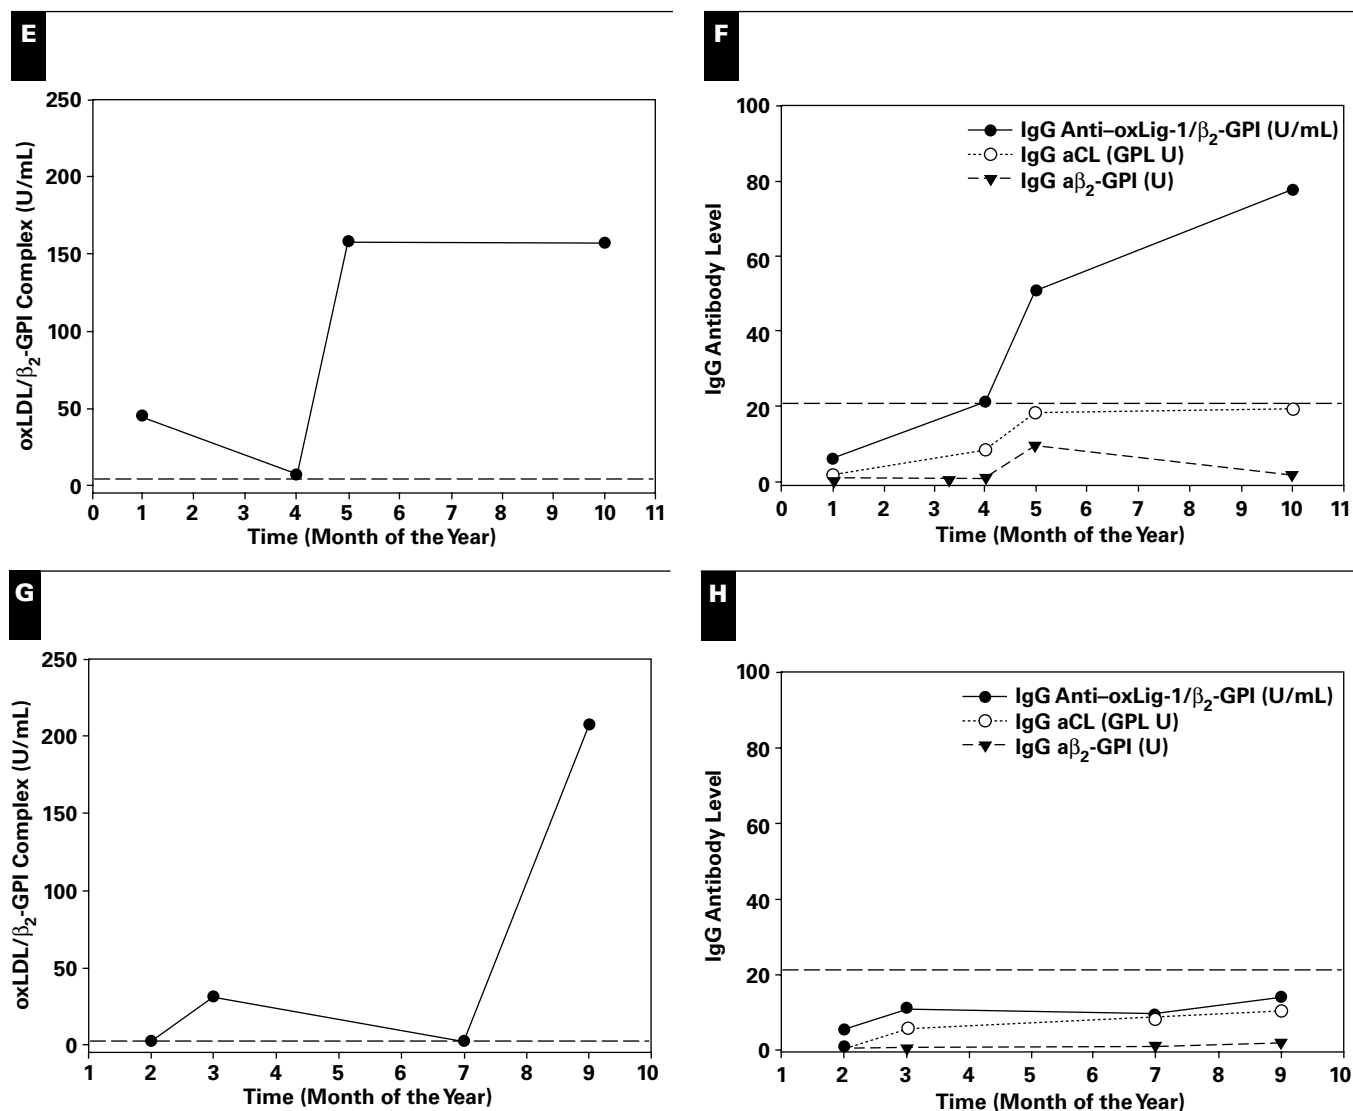 E
oxLDL/β2-GPI Complex (U/mL)
250
200
150
100
50
0
0 1 2 3 4 5 6 7 8 9 10 11
Time (Month of the Year)
F
IgG Antibody Level
100
80
60
40
20
0
IgG Anti–oxLig-1/β2-GPI (U/mL)
IgG aCL (GPL U)
IgG aβ2-GPI (U)
0 1 2 3 4 5 6 7 8 9 10 11
Time (Month of the Year)
G
oxLDL/β2-GPI Complex (U/mL)
250
200
150
100
50
0
1 2 3 4 5 6 7 8 9 10
Time (Month of the Year)
H
IgG Antibody Level
100
80
60
40
20
0
IgG Anti–oxLig-1/β2-GPI (U/mL)
IgG aCL (GPL U)
IgG aβ2-GPI (U)
1 2 3 4 5 6 7 8 9 10
Time (Month of the Year)